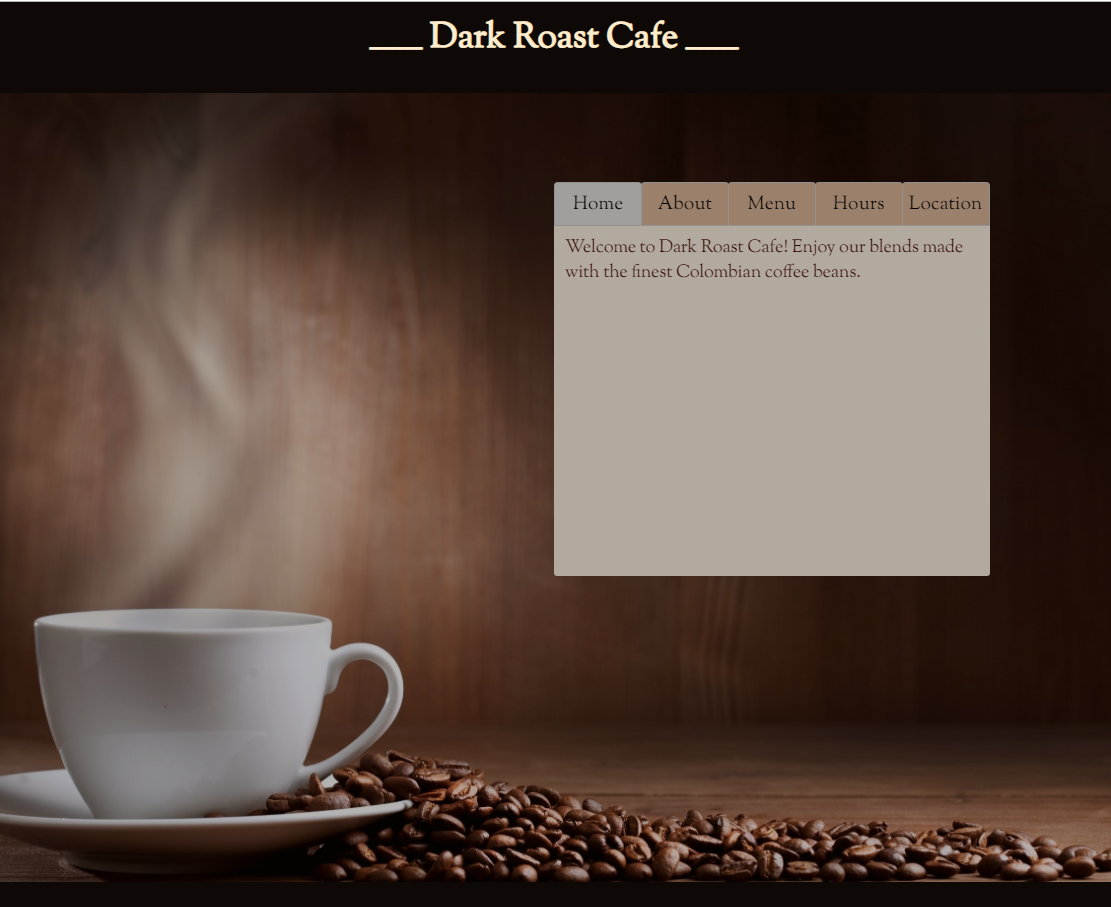 ___ Dark Roast Cafe ___
Home About Menu Hours Location
Welcome to Dark Roast Cafe! Enjoy our blends made
with the finest Colombian coffee beans.